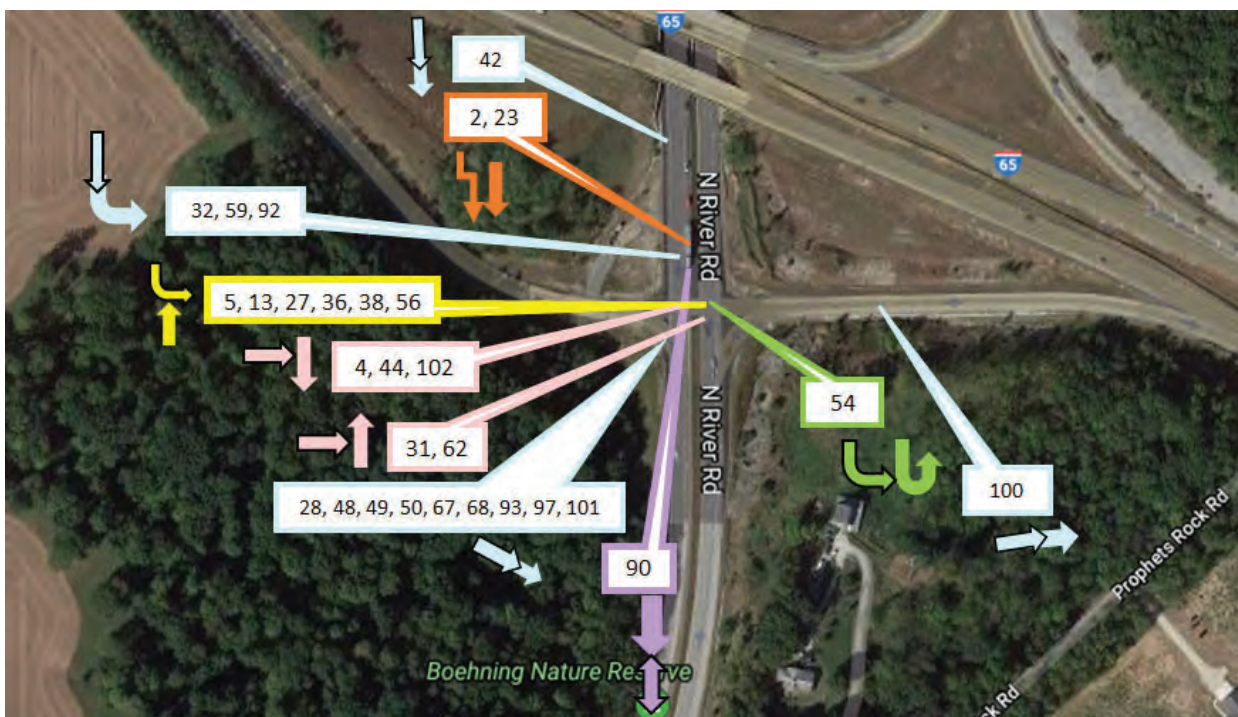 65
42
2, 23
65
N River Rd
32, 59, 92
5, 13, 27, 36, 38, 56
4, 44, 102
54
31, 62
N River Rd
100
28, 48, 49, 50, 67, 68, 93, 97, 101
90
Prophets Rock Rd
Boehning Nature Reserve
Rock Rd